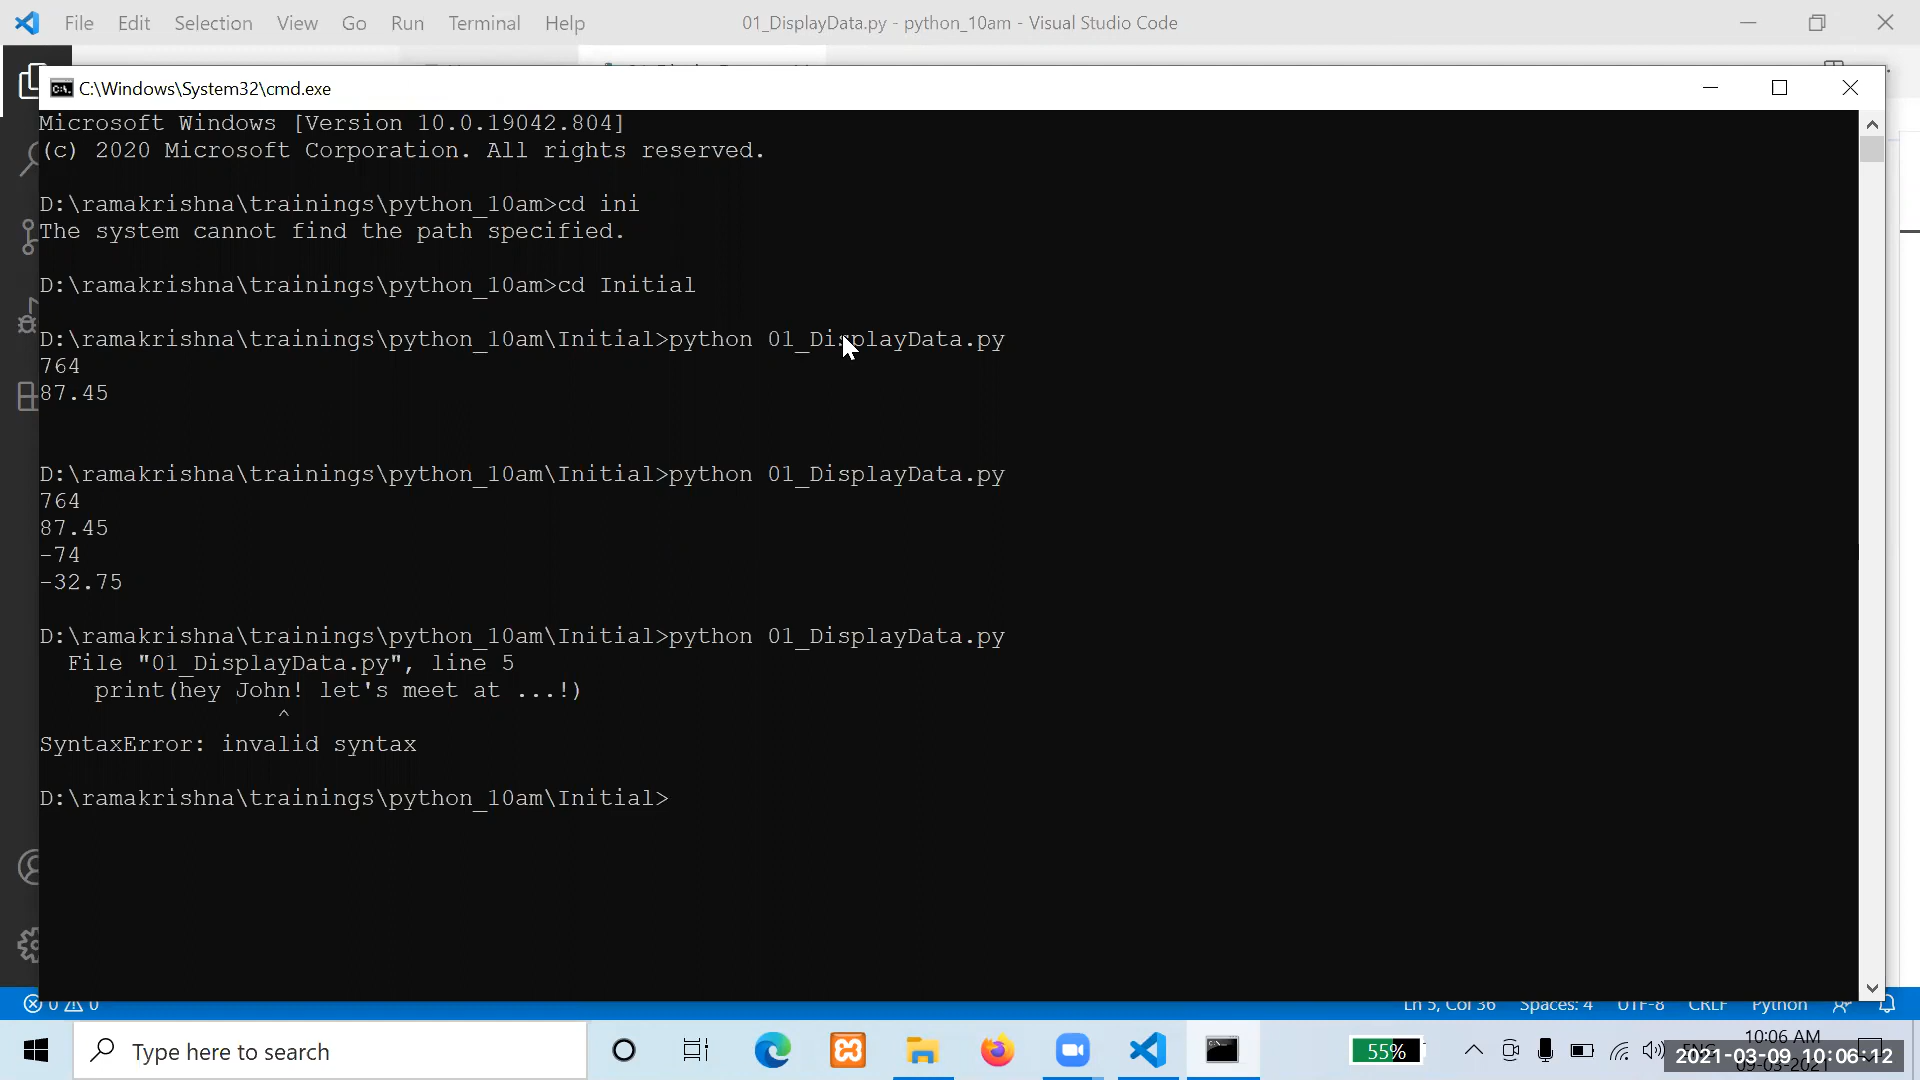 File Edit Selection View Go Run Terminal Help 01_DisplayData.py - python_10am - Visual Studio Code
C:\Windows\System32\cmd.exe
Microsoft Windows [Version 10.0.19042.804]
(c) 2020 Microsoft Corporation. All rights reserved.
D:\ramakrishna\trainings\python_10am>cd ini
The system cannot find the path specified.
D:\ramakrishna\trainings\python_10am>cd Initial
D:\ramakrishna\trainings\python_10am\Initial>python 01_DisplayData.py
764
87.45
D:\ramakrishna\trainings\python_10am\Initial>python 01_DisplayData.py
764
87.45
-74
-32.75
D:\ramakrishna\trainings\python_10am\Initial>python 01_DisplayData.py
File "01_DisplayData.py", line 5
print(hey John! let's meet at ...!)
^
SyntaxError: invalid syntax
D:\ramakrishna\trainings\python_10am\Initial>
0 0 Ln 5, Col 36 Spaces: 4 UTF-8 CRLF Python
Type here to search 55% 10:06 AM
2021-03-09 10:06:12